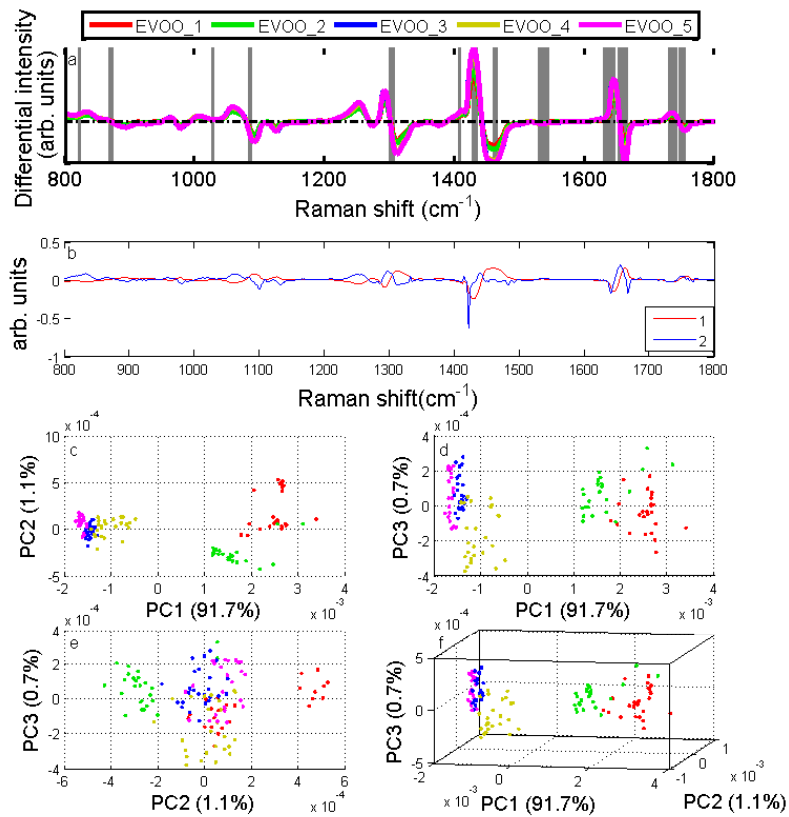 EVOO_1 EVOO_2 EVOO_3 EVOO_4 EVOO_5
a
Differential intensity
(arb. units)
800 1000 1200 1400 1600 1800
Raman shift (cm-1)
b
arb. units
0.5
0
-0.5
-1
1
2
800 900 1000 1100 1200 1300 1400 1500 1600 1700 1800
Raman shift(cm-1)
x 10-4
c
PC2 (1.1%)
10
5
0
-5
-2 -1 0 1 2 3 4
PC1 (91.7%)
x 10-3
x 10-4
d
PC3 (0.7%)
4
2
0
-2
-4
-2 -1 0 1 2 3 4
PC1 (91.7%)
x 10-3
x 10-4
e
PC3 (0.7%)
4
2
0
-2
-4
-6 -4 -2 0 2 4 6
PC2 (1.1%)
x 10-4
x 10-4
f
PC3 (0.7%)
5
0
-5
-2 0 2 4
x 10-3
PC1 (91.7%)
-1 0 1
x 10-3
PC2 (1.1%)